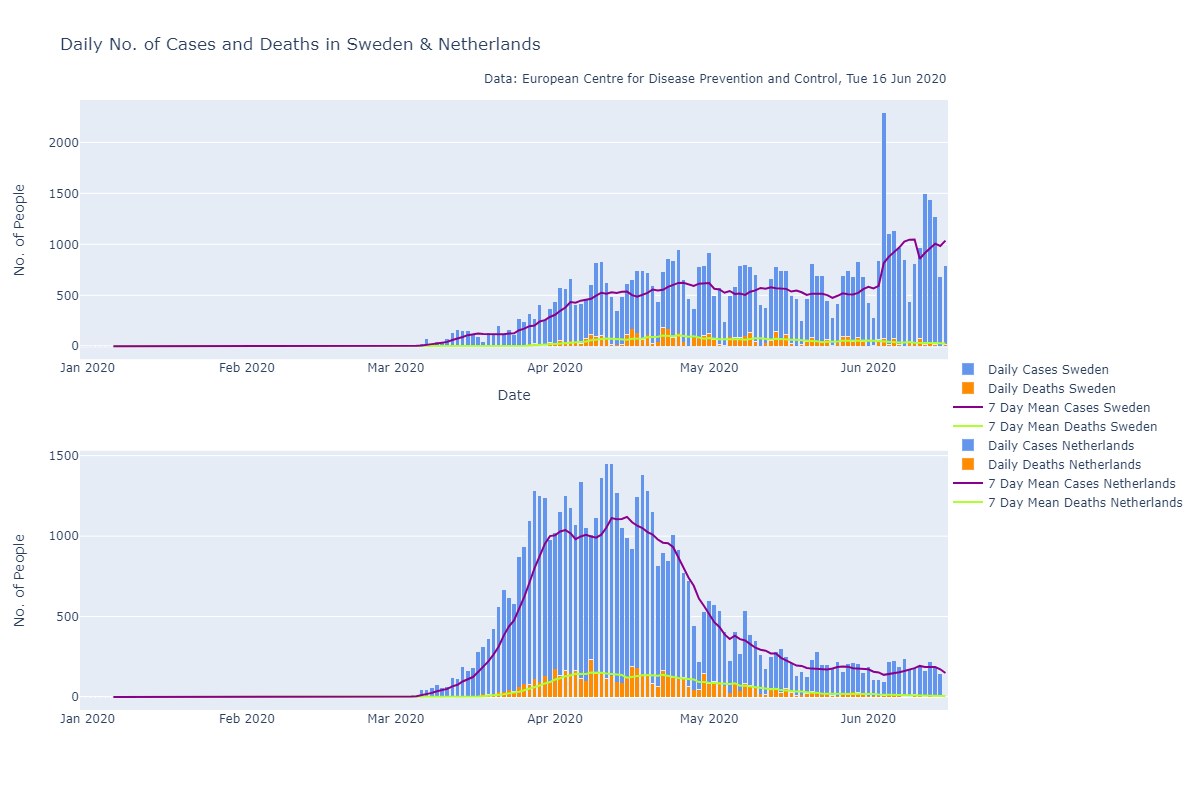 Daily No. of Cases and Deaths in Sweden & Netherlands
Data: European Centre for Disease Prevention and Control, Tue 16 Jun 2020
No. of People
2000
1500
1000
500
0
Jan 2020 Feb 2020 Mar 2020 Apr 2020 May 2020 Jun 2020
Date
Daily Cases Sweden
Daily Deaths Sweden
7 Day Mean Cases Sweden
7 Day Mean Deaths Sweden
Daily Cases Netherlands
Daily Deaths Netherlands
7 Day Mean Cases Netherlands
7 Day Mean Deaths Netherlands
No. of People
1500
1000
500
0
Jan 2020 Feb 2020 Mar 2020 Apr 2020 May 2020 Jun 2020